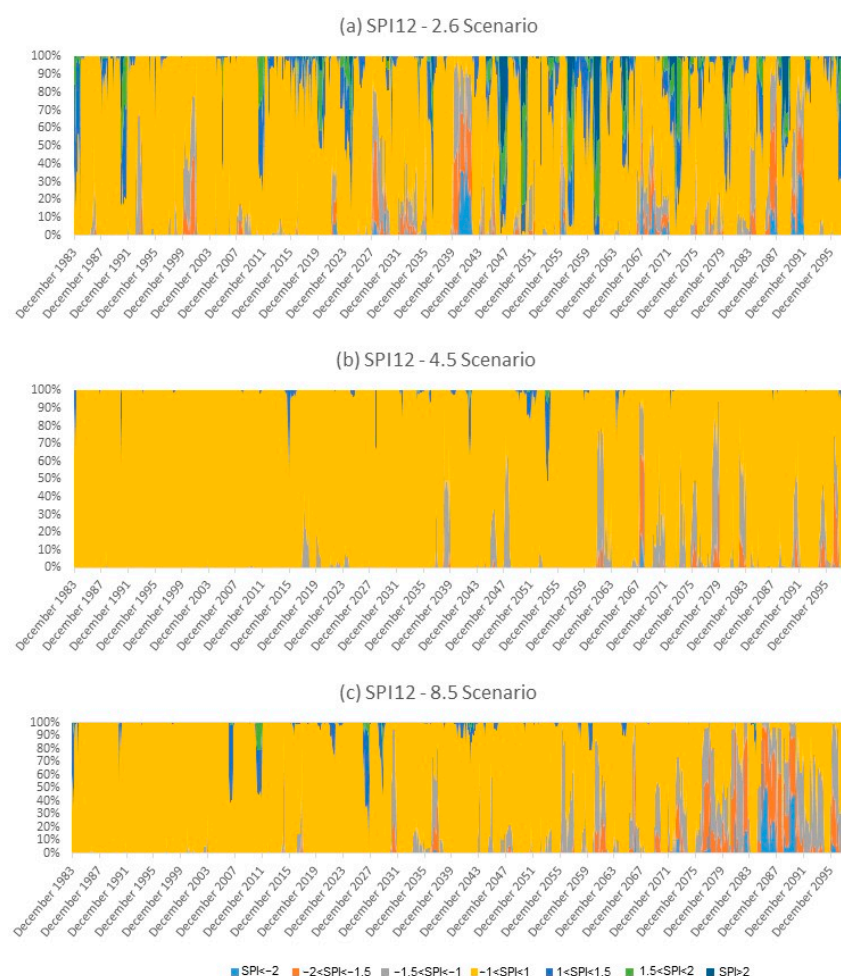 (a) SPI12 - 2.6 Scenario
100%
90%
80%
70%
60%
50%
40%
30%
20%
10%
0%
December 1983
December 1987
December 1991
December 1995
December 1999
December 2003
December 2007
December 2011
December 2015
December 2019
December 2023
December 2027
December 2031
December 2035
December 2039
December 2043
December 2047
December 2051
December 2055
December 2059
December 2063
December 2067
December 2071
December 2075
December 2079
December 2083
December 2087
December 2091
December 2095
(b) SPI12 - 4.5 Scenario
100%
90%
80%
70%
60%
50%
40%
30%
20%
10%
0%
December 1983
December 1987
December 1991
December 1995
December 1999
December 2003
December 2007
December 2011
December 2015
December 2019
December 2023
December 2027
December 2031
December 2035
December 2039
December 2043
December 2047
December 2051
December 2055
December 2059
December 2063
December 2067
December 2071
December 2075
December 2079
December 2083
December 2087
December 2091
December 2095
(c) SPI12 - 8.5 Scenario
100%
90%
80%
70%
60%
50%
40%
30%
20%
10%
0%
December 1983
December 1987
December 1991
December 1995
December 1999
December 2003
December 2007
December 2011
December 2015
December 2019
December 2023
December 2027
December 2031
December 2035
December 2039
December 2043
December 2047
December 2051
December 2055
December 2059
December 2063
December 2067
December 2071
December 2075
December 2079
December 2083
December 2087
December 2091
December 2095
SPI<−2 −2<SPI<−1.5 −1.5<SPI<−1 −1<SPI<1 1<SPI<1.5 1.5<SPI<2 SPI>2